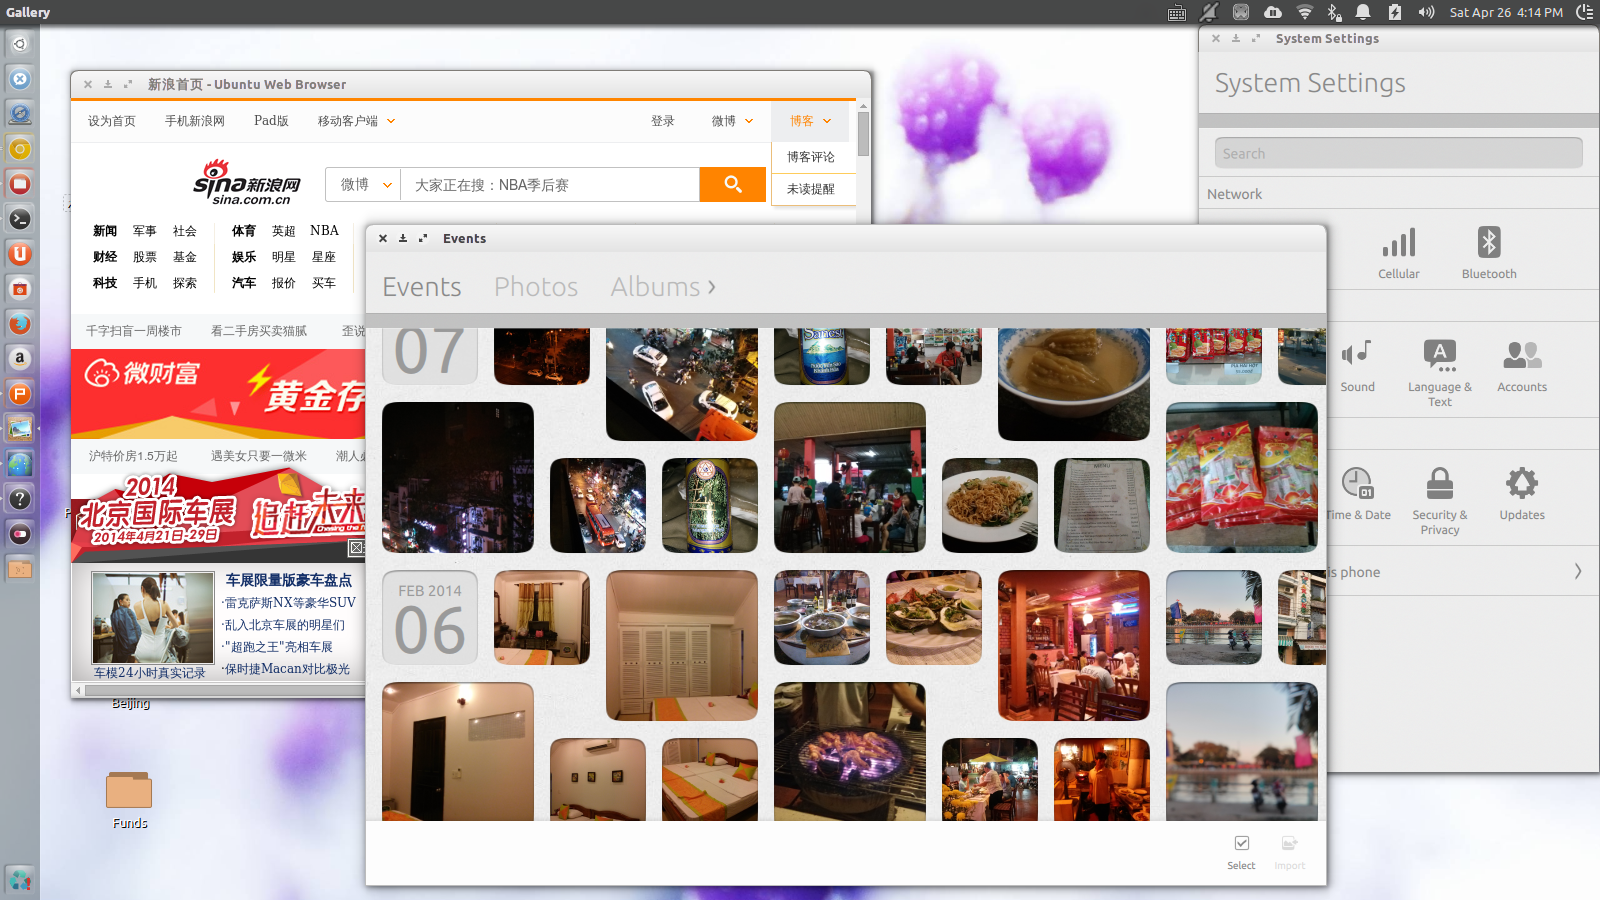 Gallery
Sat Apr 26 4:14 PM
新浪首页 - Ubuntu Web Browser
设为首页 手机新浪网 Pad版 移动客户端 登录 微博 博客
博客评论
未读提醒
sina新浪网
sina.com.cn
微博 大家正在搜：NBA季后赛
新闻 军事 社会 体育 英超 NBA
财经 股票 基金 娱乐 明星 星座
科技 手机 探索 汽车 报价 买车
千字扫盲一周楼市 看二手房买卖猫腻 歪说
微财富
黄金存
沪特价房1.5万起 遇美女只要一微米 潮人
2014
北京国际车展 追赶未来
2014年4月21日-29日
车展限量版豪车盘点
·雷克萨斯NX等豪华SUV
·乱入北京车展的明星们
·"超跑之王"亮相车展
·保时捷Macan对比极光
车模24小时真实记录
Beijing
Funds
Events
Events Photos Albums
07
MENU
FEB 2014
06
Select Import
System Settings
System Settings
Search
Network
Cellular Bluetooth
Sound Language & Text Accounts
Time & Date Security & Privacy Updates
is phone